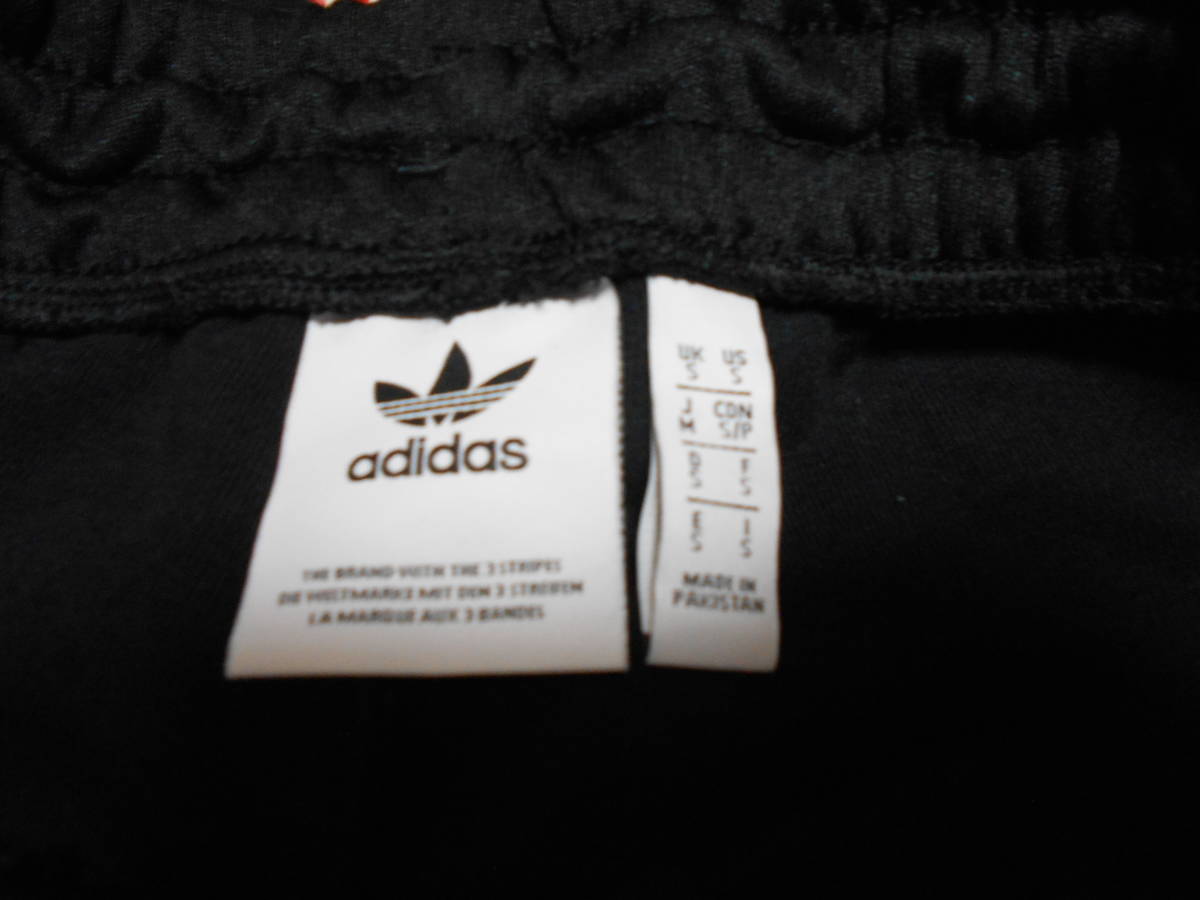 adidas
THE BRAND WITH THE 3 STRIPES
DIE WELTMARKE MIT DEN 3 STREIFEN
LA MARQUE AUX 3 BANDES
UK US
S S
J CDN
M S/P
D F
S S
E I
S S
MADE IN
PAKISTAN